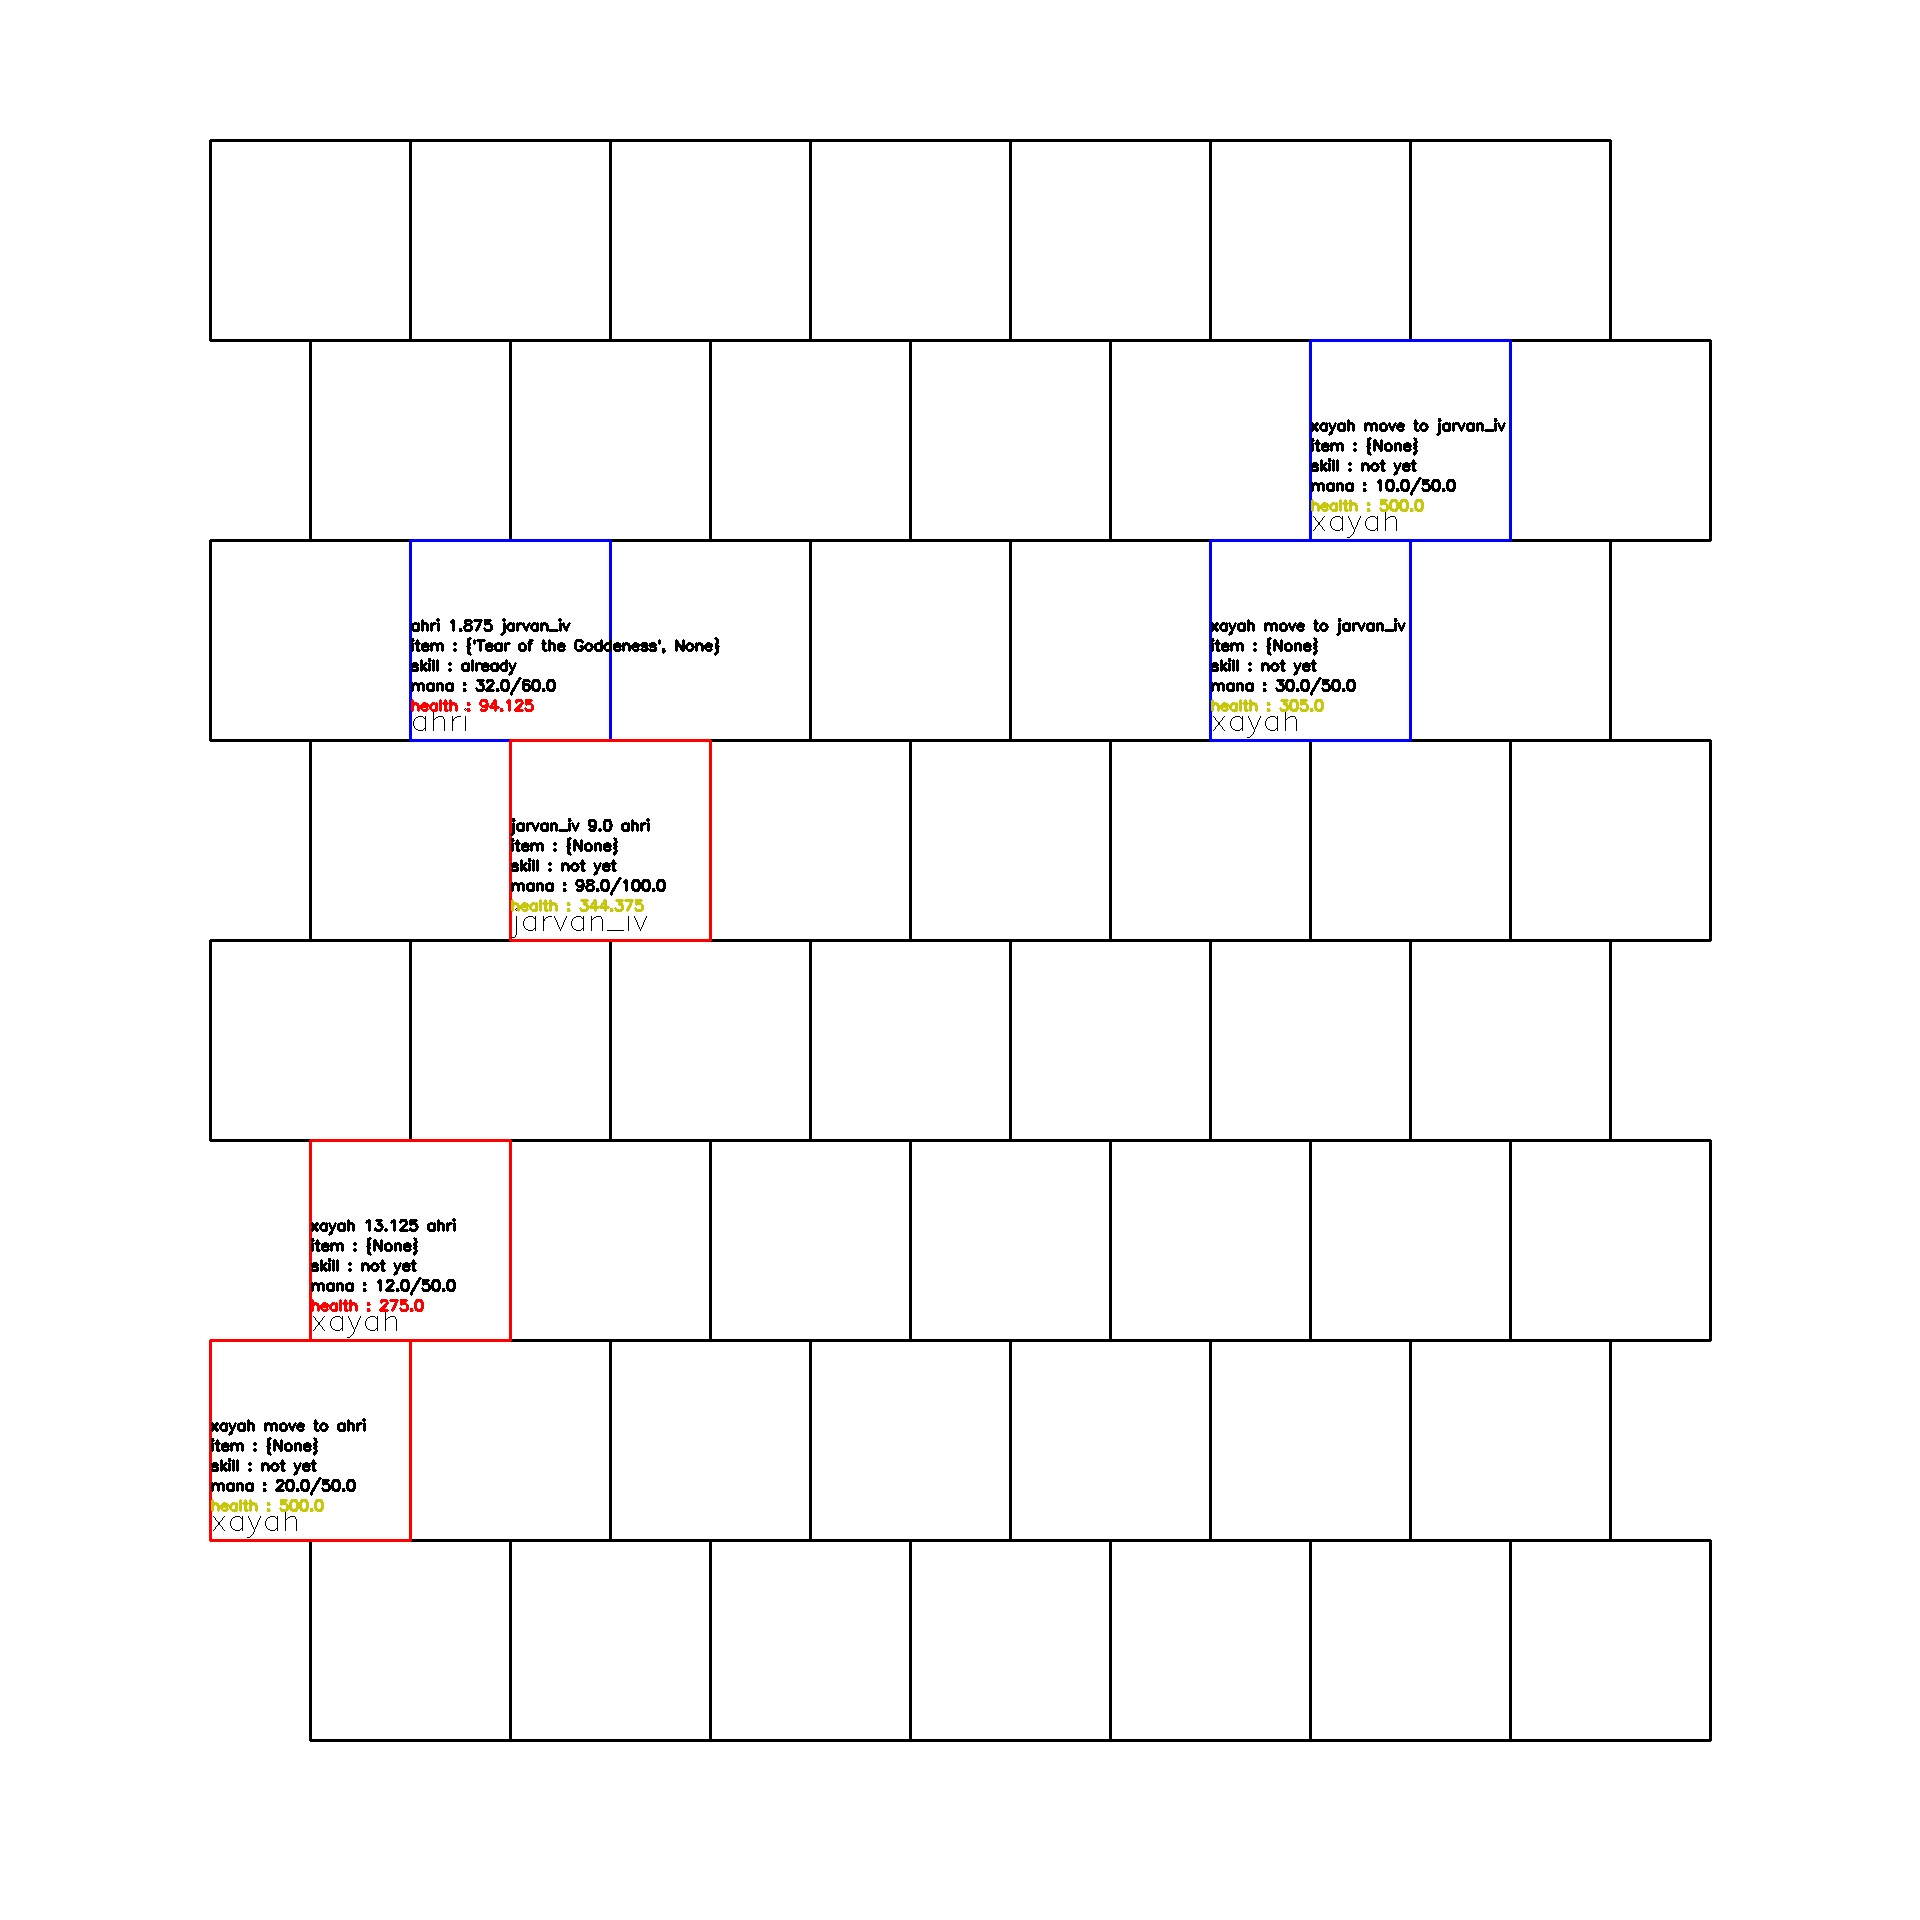 xayah move to jarvan_iv
item : {None}
skill : not yet
mana : 10.0/50.0
health : 500.0
xayah
ahri 1.875 jarvan_iv
item : {'Tear of the Goddeness', None}
skill : already
mana : 32.0/60.0
health : 94.125
ahri
xayah move to jarvan_iv
item : {None}
skill : not yet
mana : 30.0/50.0
health : 305.0
xayah
jarvan_iv 9.0 ahri
item : {None}
skill : not yet
mana : 98.0/100.0
health : 344.375
jarvan_iv
xayah 13.125 ahri
item : {None}
skill : not yet
mana : 12.0/50.0
health : 275.0
xayah
xayah move to ahri
item : {None}
skill : not yet
mana : 20.0/50.0
health : 500.0
xayah